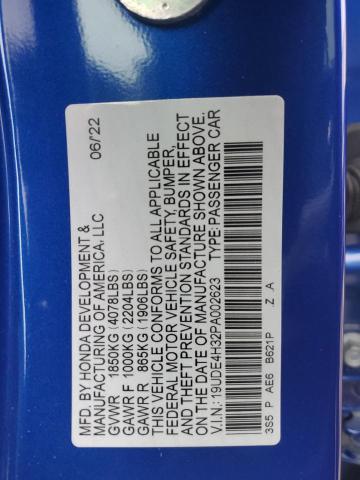 MFD. BY HONDA DEVELOPMENT & 06/22
MANUFACTURING OF AMERICA, LLC
GVWR 1850KG(4078LBS)
GAWR F 1000KG(2204LBS)
GAWR R 865KG(1906LBS)
THIS VEHICLE CONFORMS TO ALL APPLICABLE
FEDERAL MOTOR VEHICLE SAFETY, BUMPER,
AND THEFT PREVENTION STANDARDS IN EFFECT
ON THE DATE OF MANUFACTURE SHOWN ABOVE.
V.I.N.:19UDE4H32PA002623 TYPE:PASSENGER CAR
3S5 P AE6 B621P .Z .A